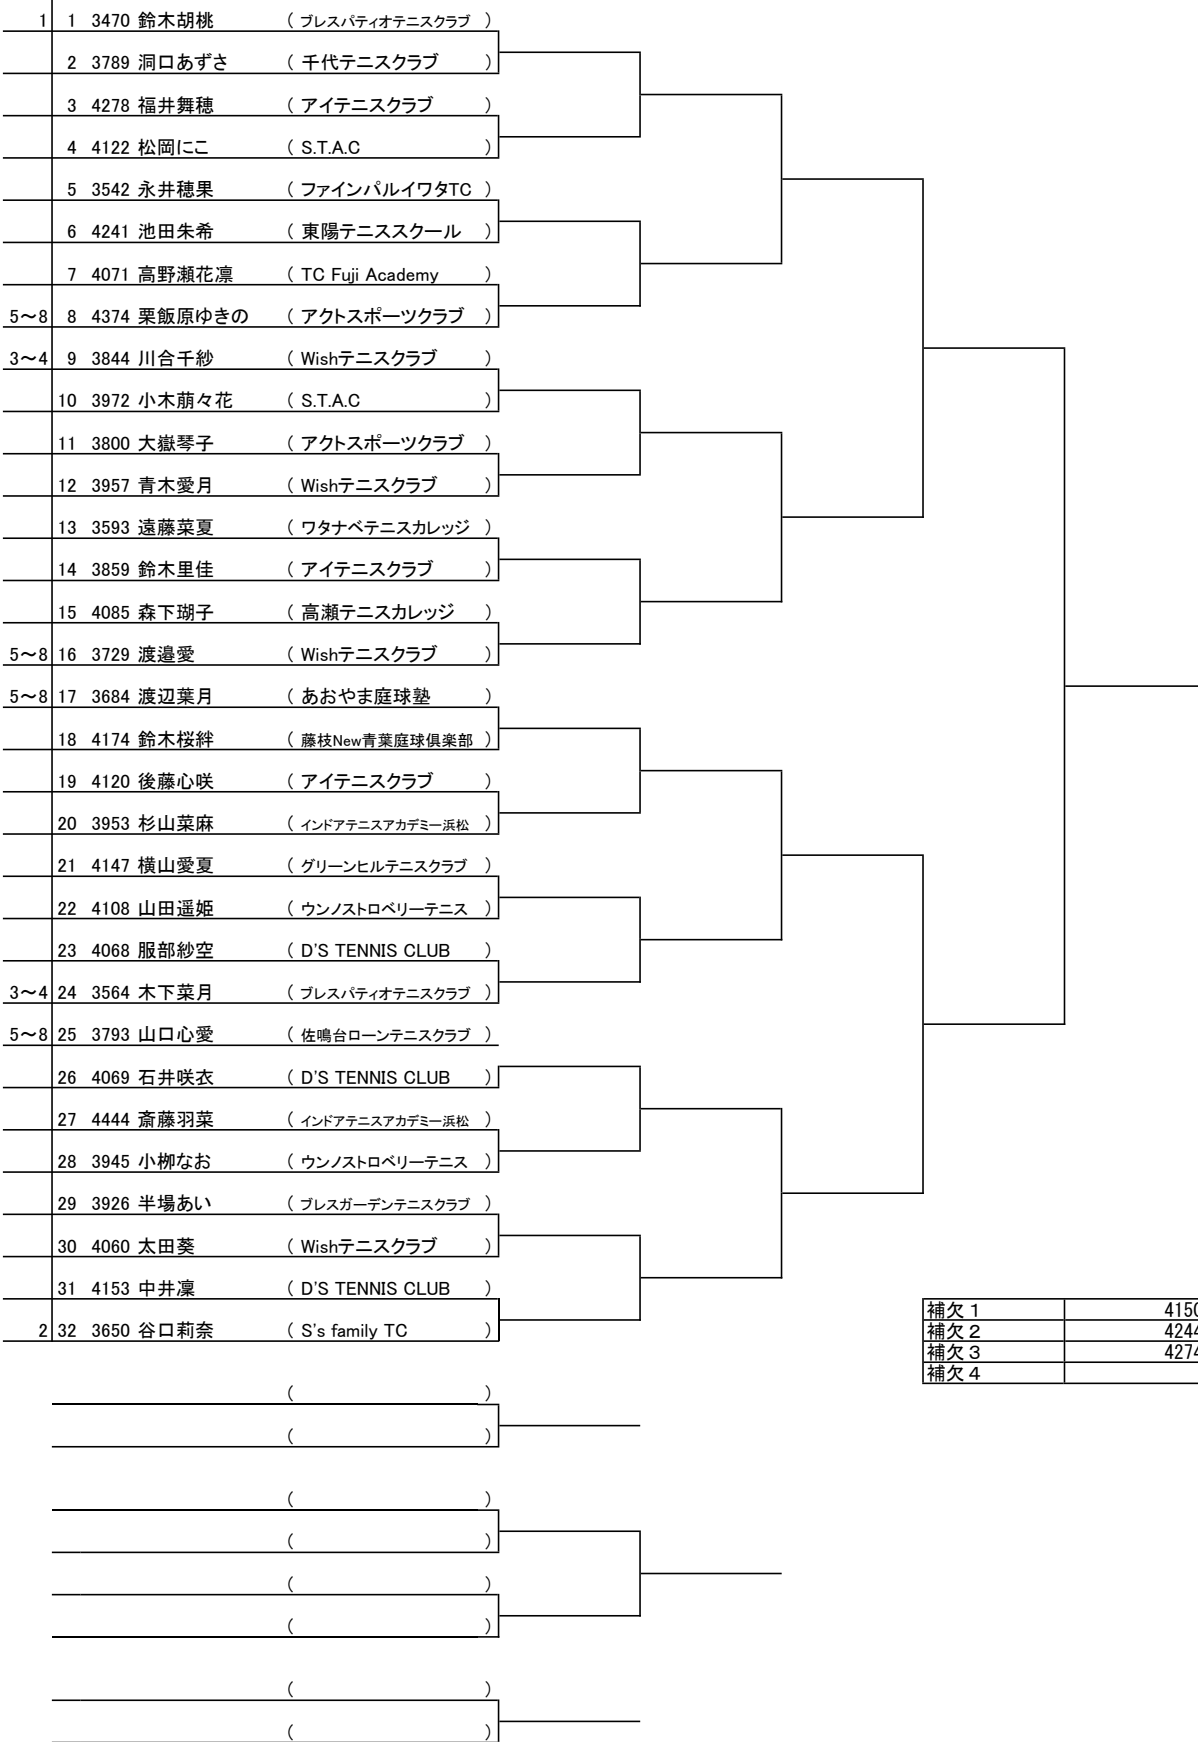 1 1 3470 鈴木胡桃 ( ブレスパティオテニスクラブ )
2 3789 洞口あずさ ( 千代テニスクラブ )
3 4278 福井舞穂 ( アイテニスクラブ )
4 4122 松岡にこ ( S.T.A.C )
5 3542 永井穂果 ( ファインパルイワタTC )
6 4241 池田朱希 ( 東陽テニススクール )
7 4071 高野瀬花凛 ( TC Fuji Academy )
5～8 8 4374 栗飯原ゆきの ( アクトスポーツクラブ )
3～4 9 3844 川合千紗 ( Wishテニスクラブ )
10 3972 小木萠々花 ( S.T.A.C )
11 3800 大嶽琴子 ( アクトスポーツクラブ )
12 3957 青木愛月 ( Wishテニスクラブ )
13 3593 遠藤菜夏 ( ワタナベテニスカレッジ )
14 3859 鈴木里佳 ( アイテニスクラブ )
15 4085 森下瑚子 ( 高瀬テニスカレッジ )
5～8 16 3729 渡邉愛 ( Wishテニスクラブ )
5～8 17 3684 渡辺葉月 ( あおやま庭球塾 )
18 4174 鈴木桜絆 ( 藤枝New青葉庭球倶楽部 )
19 4120 後藤心咲 ( アイテニスクラブ )
20 3953 杉山菜麻 ( インドアテニスアカデミー浜松 )
21 4147 横山愛夏 ( グリーンヒルテニスクラブ )
22 4108 山田遥姫 ( ウンノストロベリーテニス )
23 4068 服部紗空 ( D'S TENNIS CLUB )
3～4 24 3564 木下菜月 ( ブレスパティオテニスクラブ )
5～8 25 3793 山口心愛 ( 佐鳴台ローンテニスクラブ )
26 4069 石井咲衣 ( D'S TENNIS CLUB )
27 4444 斎藤羽菜 ( インドアテニスアカデミー浜松 )
28 3945 小栁なお ( ウンノストロベリーテニス )
29 3926 半場あい ( ブレスガーデンテニスクラブ )
30 4060 太田葵 ( Wishテニスクラブ )
31 4153 中井凜 ( D'S TENNIS CLUB )
2 32 3650 谷口莉奈 ( S's family TC )
補欠１ 4150
補欠２ 4244
補欠３ 4274
補欠４
( )
( )
( )
( )
( )
( )
( )
( )